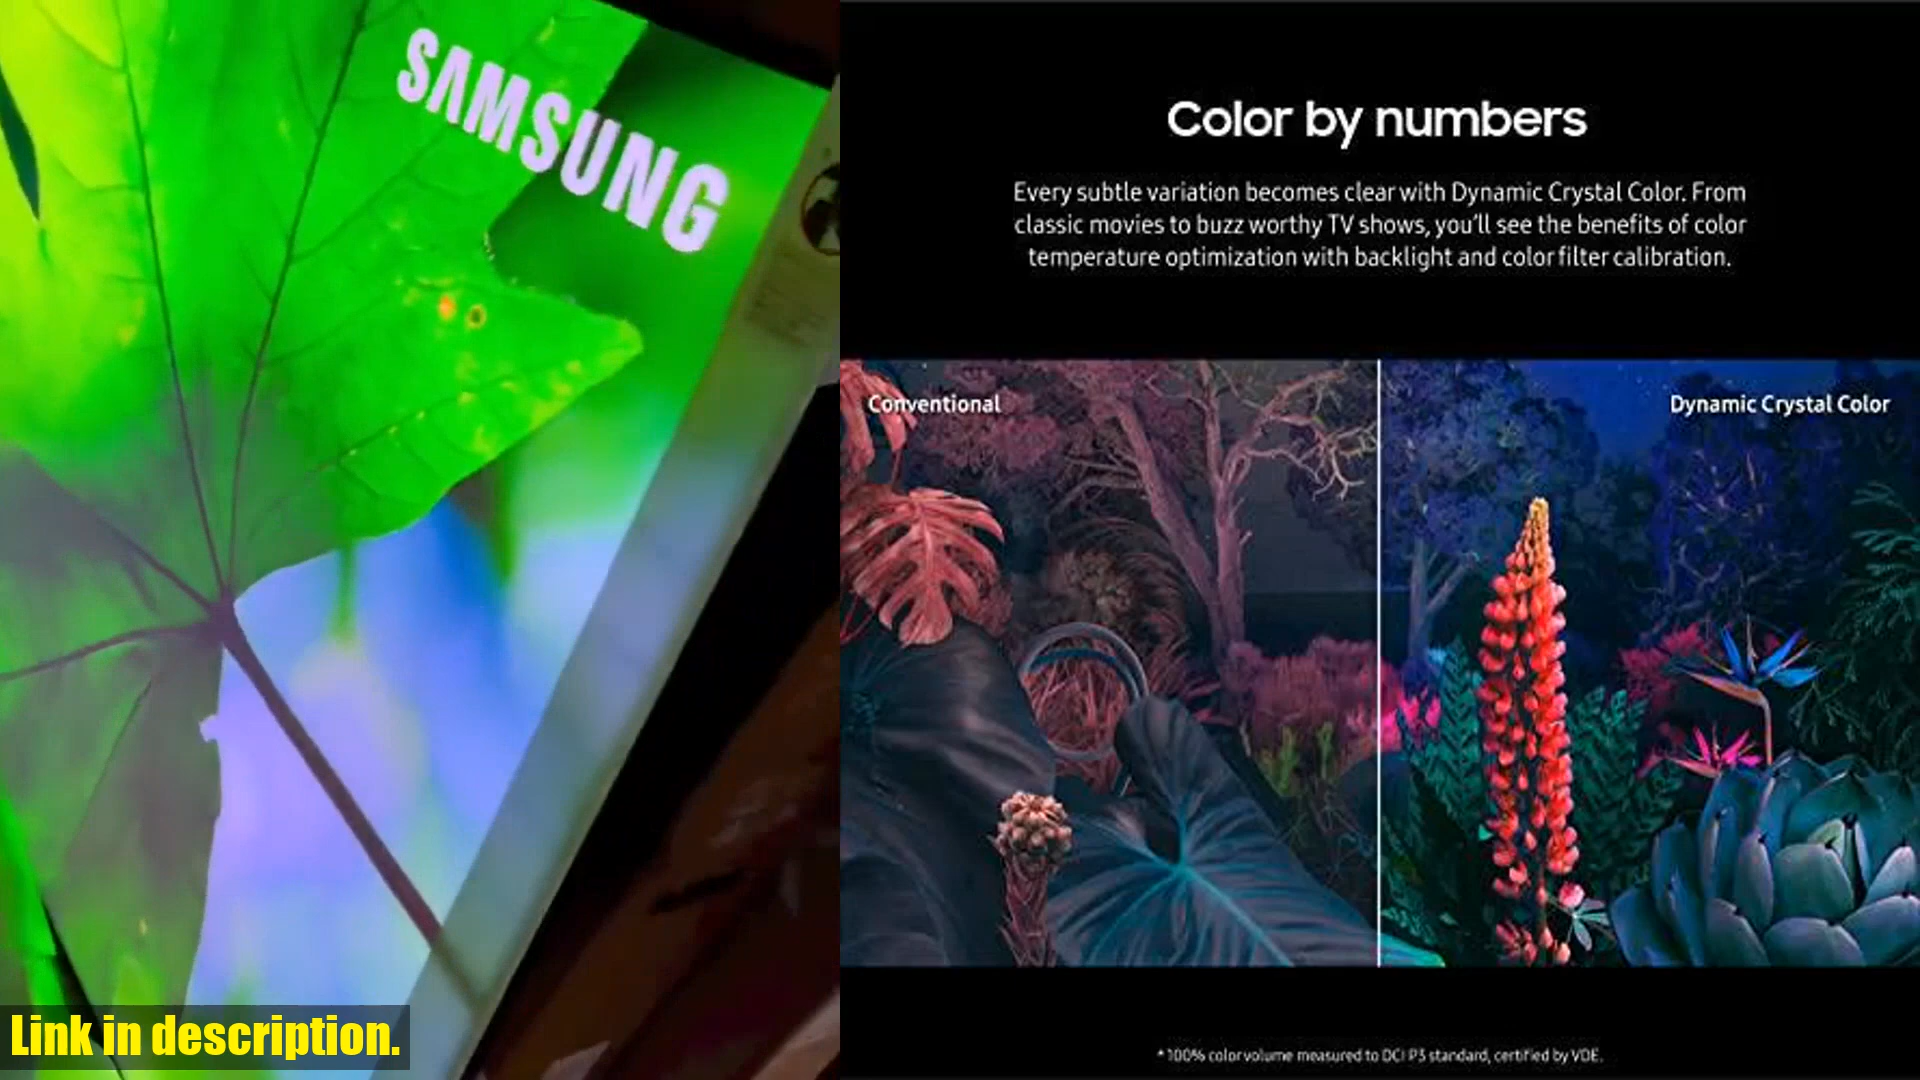 SAMSUNG
Color by numbers
Every subtle variation becomes clear with Dynamic Crystal Color. From
classic movies to buzz worthy TV shows, you'll see the benefits of color
temperature optimization with backlight and color filter calibration.
Conventional
Dynamic Crystal Color
*100% color volume measured to DCI P3 standard, certified by VDE.
Link in description.